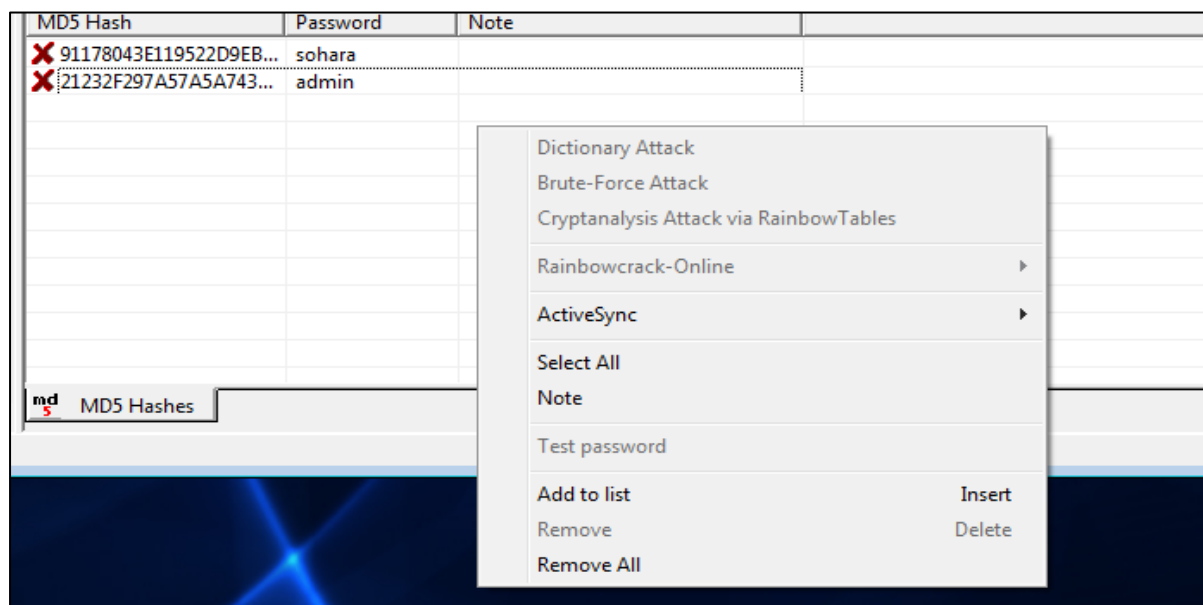 MD5 Hash Password Note
91178043E119522D9EB... sohara
21232F297A57A5A743... admin
Dictionary Attack
Brute-Force Attack
Cryptanalysis Attack via RainbowTables
Rainbowcrack-Online
ActiveSync
Select All
Note
md5 MD5 Hashes
Test password
Add to list Insert
Remove Delete
Remove All